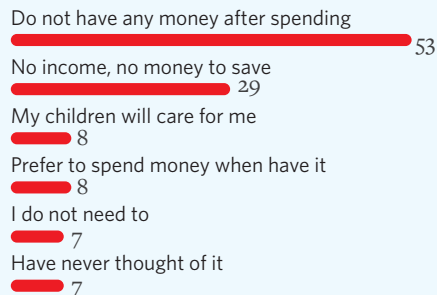 Do not have any money after spending
53
No income, no money to save
29
My children will care for me
8
Prefer to spend money when have it
8
I do not need to
7
Have never thought of it
7